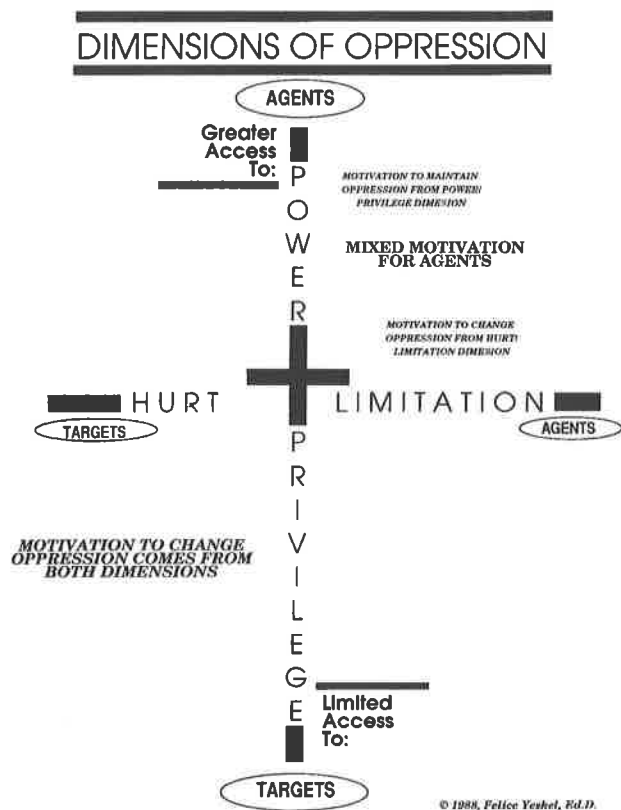 DIMENSIONS OF OPPRESSION
AGENTS
Greater
Access
To:
POWER
MOTIVATION TO MAINTAIN
OPPRESSION FROM POWER/
PRIVILEGE DIMESION
MIXED MOTIVATION
FOR AGENTS
MOTIVATION TO CHANGE
OPPRESSION FROM HURT/
LIMITATION DIMESION
HURT
LIMITATION
TARGETS
AGENTS
PRIVILEGE
MOTIVATION TO CHANGE
OPPRESSION COMES FROM
BOTH DIMENSIONS
Limited
Access
To:
TARGETS
© 1988, Felice Yeskel, Ed.D.